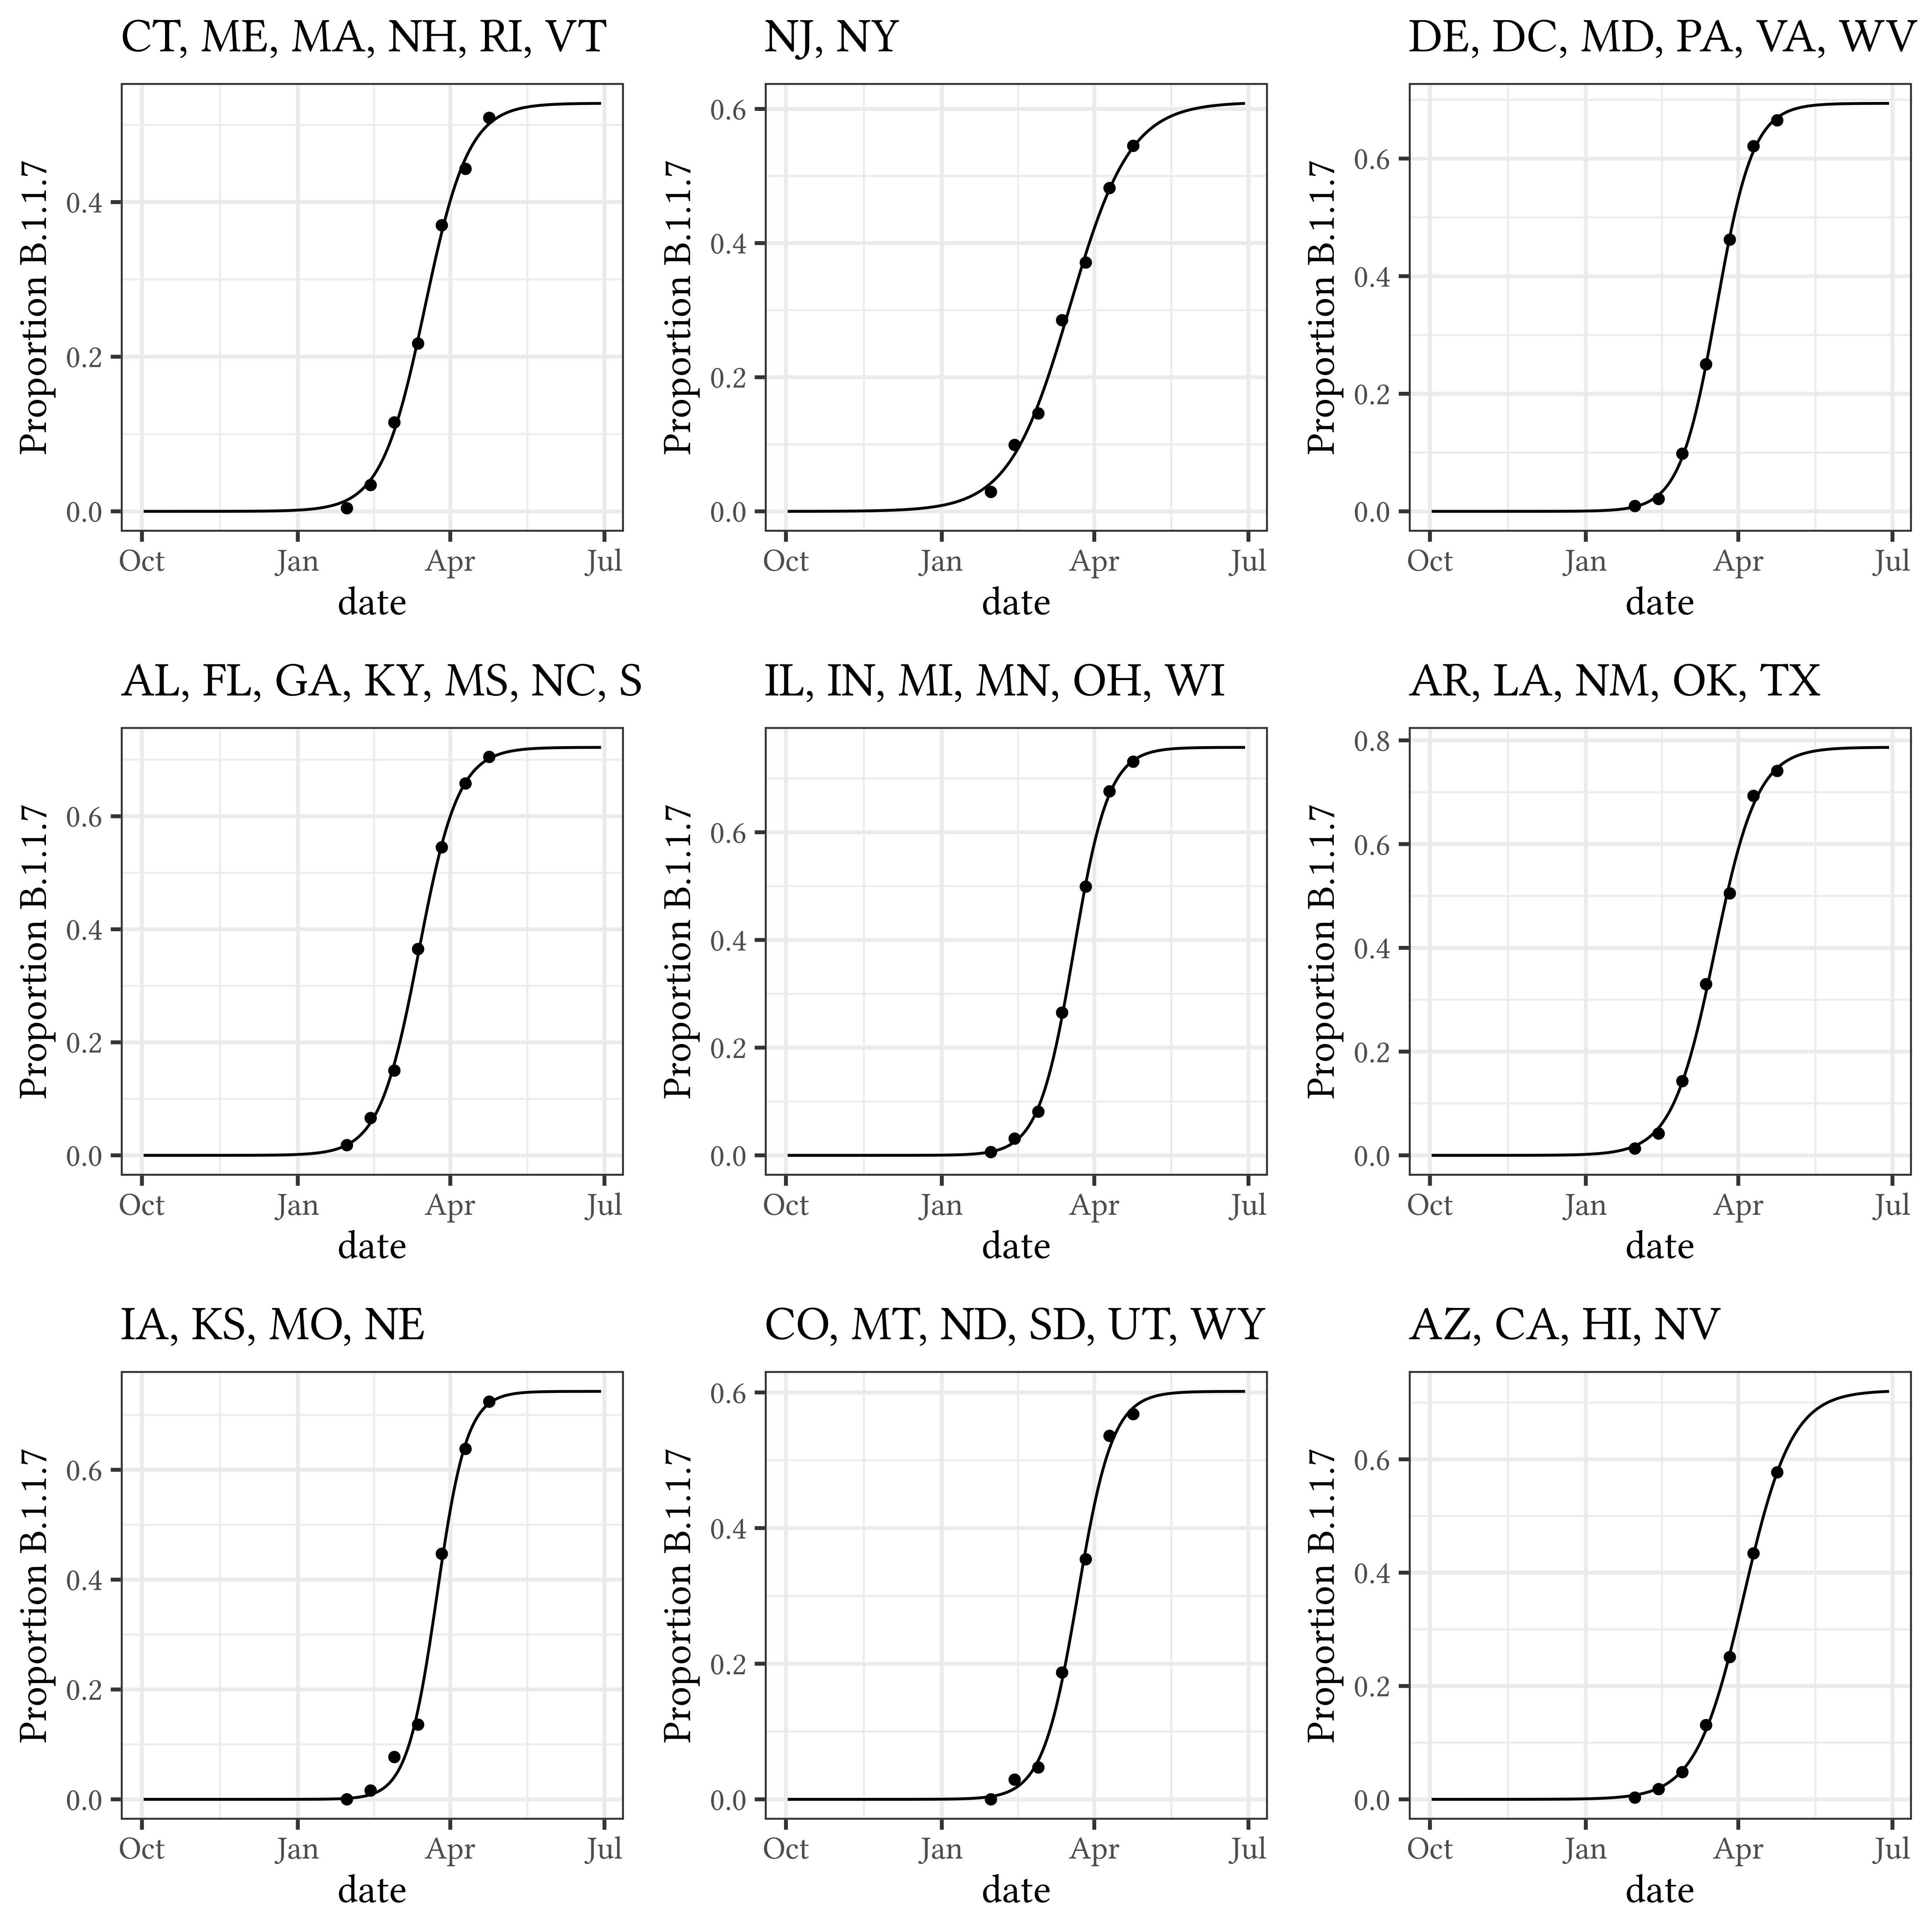 CT, ME, MA, NH, RI, VT
Proportion B.1.1.7
0.4
0.2
0.0
Oct Jan Apr Jul
date
NJ, NY
Proportion B.1.1.7
0.6
0.4
0.2
0.0
Oct Jan Apr Jul
date
DE, DC, MD, PA, VA, WV
Proportion B.1.1.7
0.6
0.4
0.2
0.0
Oct Jan Apr Jul
date
AL, FL, GA, KY, MS, NC, S
Proportion B.1.1.7
0.6
0.4
0.2
0.0
Oct Jan Apr Jul
date
IL, IN, MI, MN, OH, WI
Proportion B.1.1.7
0.6
0.4
0.2
0.0
Oct Jan Apr Jul
date
AR, LA, NM, OK, TX
Proportion B.1.1.7
0.8
0.6
0.4
0.2
0.0
Oct Jan Apr Jul
date
IA, KS, MO, NE
Proportion B.1.1.7
0.6
0.4
0.2
0.0
Oct Jan Apr Jul
date
CO, MT, ND, SD, UT, WY
Proportion B.1.1.7
0.6
0.4
0.2
0.0
Oct Jan Apr Jul
date
AZ, CA, HI, NV
Proportion B.1.1.7
0.6
0.4
0.2
0.0
Oct Jan Apr Jul
date